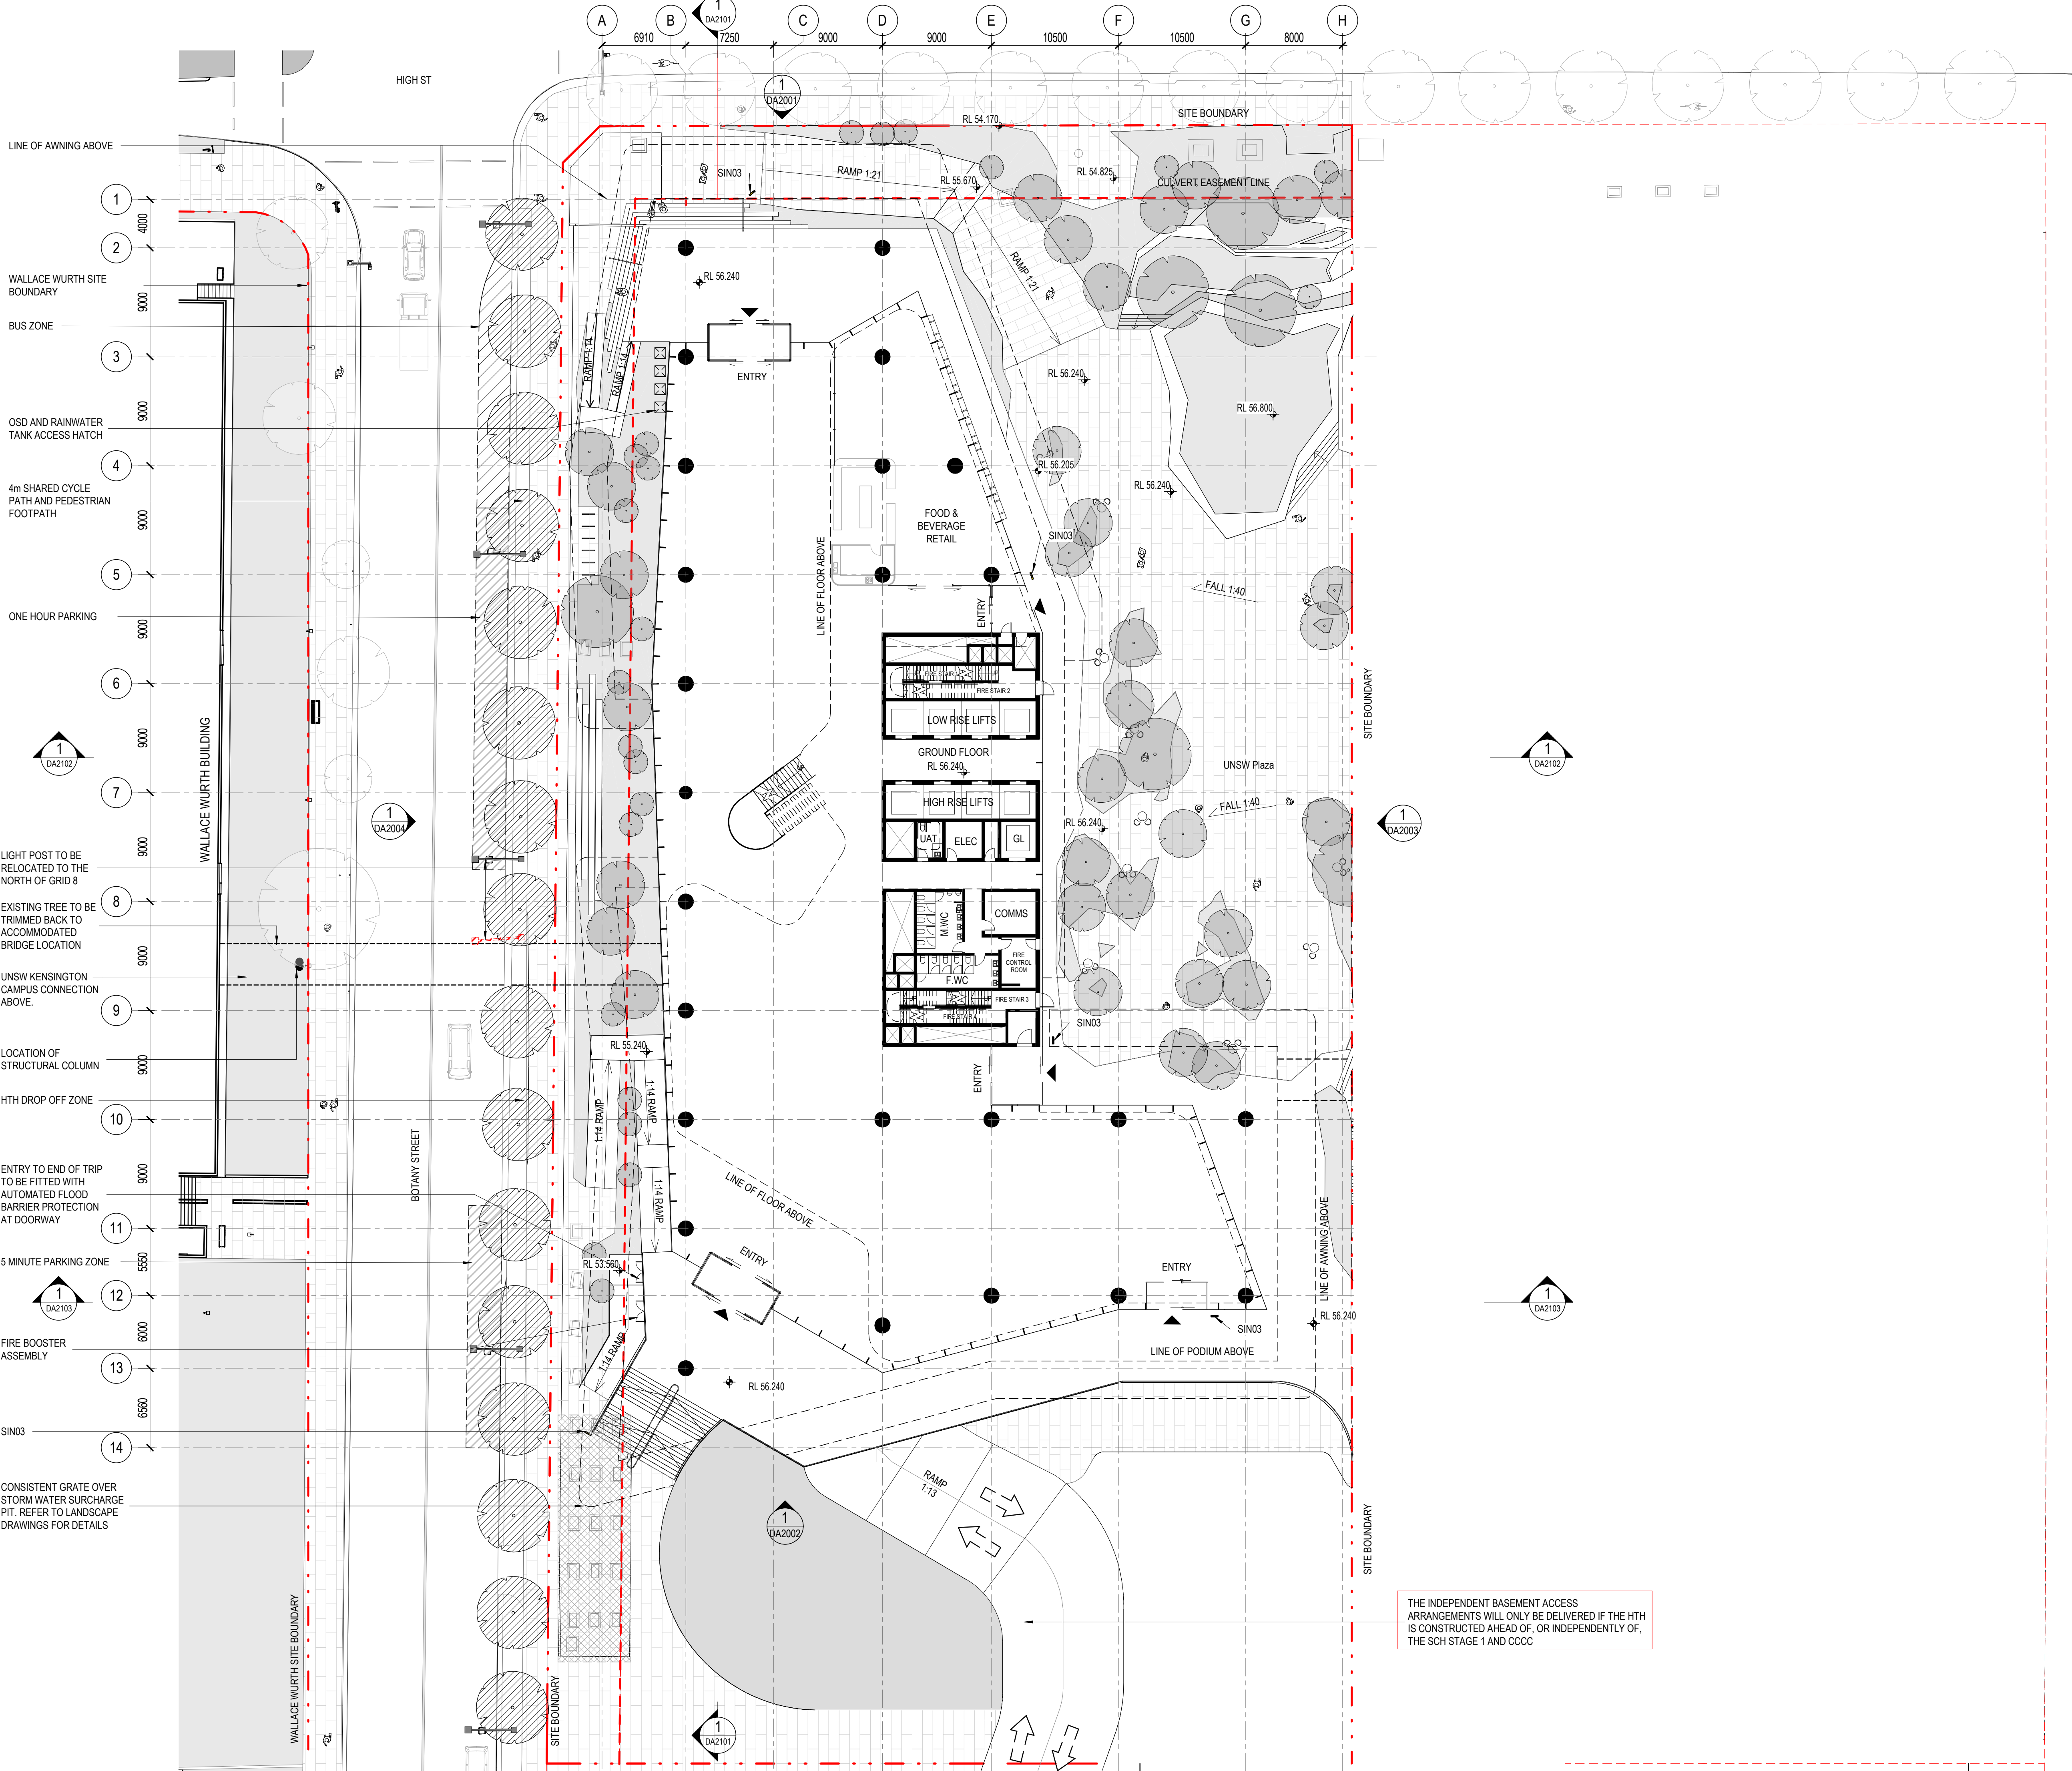 A
B
C
D
E
F
G
H
1
DA2101
6910
7250
9000
9000
10500
10500
8000
HIGH ST
1
DA2001
SITE BOUNDARY
RL 54.170
LINE OF AWNING ABOVE
SIN03
RAMP 1:21
RL 55.670
RL 54.825
CULVERT EASEMENT LINE
1
4000
2
RL 56.240
RAMP 1:21
WALLACE WURTH SITE
BOUNDARY
9000
BUS ZONE
3
RAMP 1:14
RAMP 1:14
ENTRY
RL 56.240
RL 56.800
9000
OSD AND RAINWATER
TANK ACCESS HATCH
4
RL 56.205
RL 56.240
4m SHARED CYCLE
PATH AND PEDESTRIAN
FOOTPATH
9000
FOOD &
BEVERAGE
RETAIL
SIN03
LINE OF FLOOR ABOVE
5
FALL 1:40
ENTRY
ONE HOUR PARKING
9000
6
FIRE STAIR 2
LOW RISE LIFTS
SITE BOUNDARY
WALLACE WURTH BUILDING
9000
1
DA2102
GROUND FLOOR
RL 56.240
UNSW Plaza
1
DA2102
7
HIGH RISE LIFTS
FALL 1:40
1
DA2004
RL 56.240
1
DA2003
UAT
ELEC
GL
9000
LIGHT POST TO BE
RELOCATED TO THE
NORTH OF GRID 8
8
EXISTING TREE TO BE
TRIMMED BACK TO
ACCOMMODATED
BRIDGE LOCATION
M.WC
COMMS
9000
FIRE
CONTROL
ROOM
F.WC
UNSW KENSINGTON
CAMPUS CONNECTION
ABOVE.
9
FIRE STAIR 3
FIRE STAIR 4
SIN03
RL 55.240
LOCATION OF
STRUCTURAL COLUMN
9000
ENTRY
HTH DROP OFF ZONE
1:14 RAMP
1:14 RAMP
10
BOTANY STREET
9000
ENTRY TO END OF TRIP
TO BE FITTED WITH
AUTOMATED FLOOD
BARRIER PROTECTION
AT DOORWAY
1:14 RAMP
LINE OF FLOOR ABOVE
11
LINE OF AWNING ABOVE
5550
5 MINUTE PARKING ZONE
RL 53.560
ENTRY
ENTRY
1
DA2103
12
1
DA2103
RL 56.240
SIN03
6000
FIRE BOOSTER
ASSEMBLY
1:14 RAMP
LINE OF PODIUM ABOVE
13
RL 56.240
6560
SIN03
14
RAMP
1:13
CONSISTENT GRATE OVER
STORM WATER SURCHARGE
PIT. REFER TO LANDSCAPE
DRAWINGS FOR DETAILS
1
DA2002
SITE BOUNDARY
THE INDEPENDENT BASEMENT ACCESS
ARRANGEMENTS WILL ONLY BE DELIVERED IF THE HTH
IS CONSTRUCTED AHEAD OF, OR INDEPENDENTLY OF,
THE SCH STAGE 1 AND CCCC
WALLACE WURTH SITE BOUNDARY
SITE BOUNDARY
1
DA2101